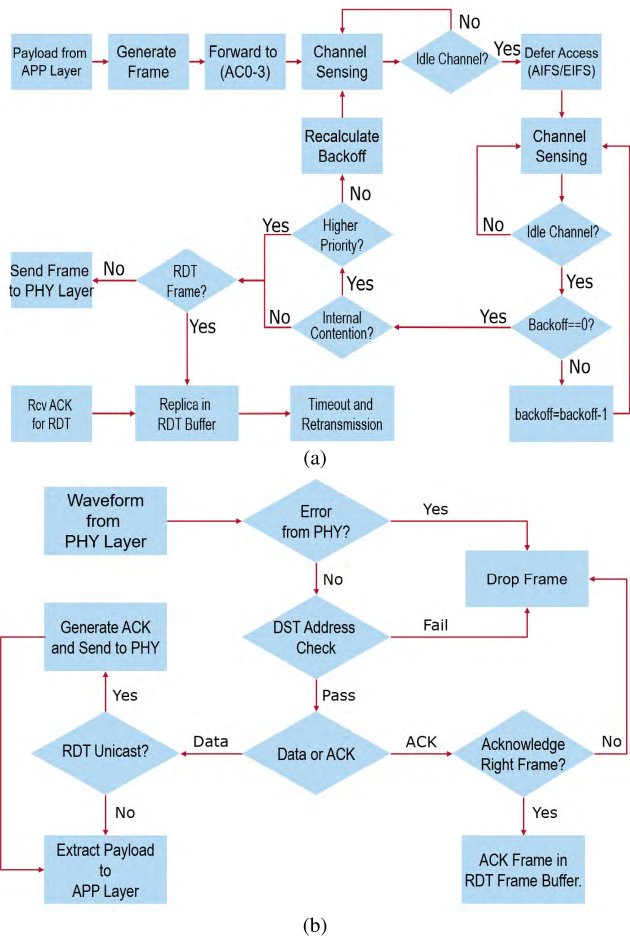 Payload from
APP Layer
Generate
Frame
Forward to
(AC0-3)
Channel
Sensing
Idle Channel?
No
Yes
Defer Access
(AIFS/EIFS)
Recalculate
Backoff
Channel
Sensing
No
Yes
Higher
Priority?
No
Idle Channel?
Send Frame
to PHY Layer
No
RDT
Frame?
Yes
Yes
No
Internal
Contention?
Yes
Backoff==0?
Yes
No
Rcv ACK
for RDT
Replica in
RDT Buffer
Timeout and
Retransmission
backoff=backoff-1
(a)
Waveform
from
PHY Layer
Error
from PHY?
Yes
No
Drop Frame
Generate ACK
and Send to PHY
DST Address
Check
Fail
Pass
Yes
RDT Unicast?
Data
Data or ACK
ACK
Acknowledge
Right Frame?
No
No
Yes
Extract Payload
to
APP Layer
ACK Frame in
RDT Frame Buffer.
(b)